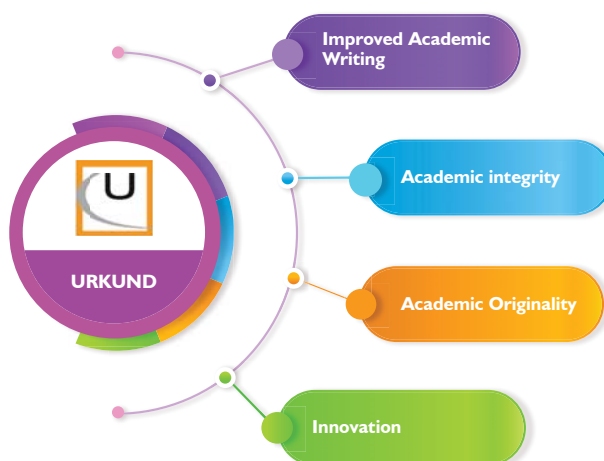 Improved Academic
Writing
U
Academic integrity
URKUND
Academic Originality
Innovation